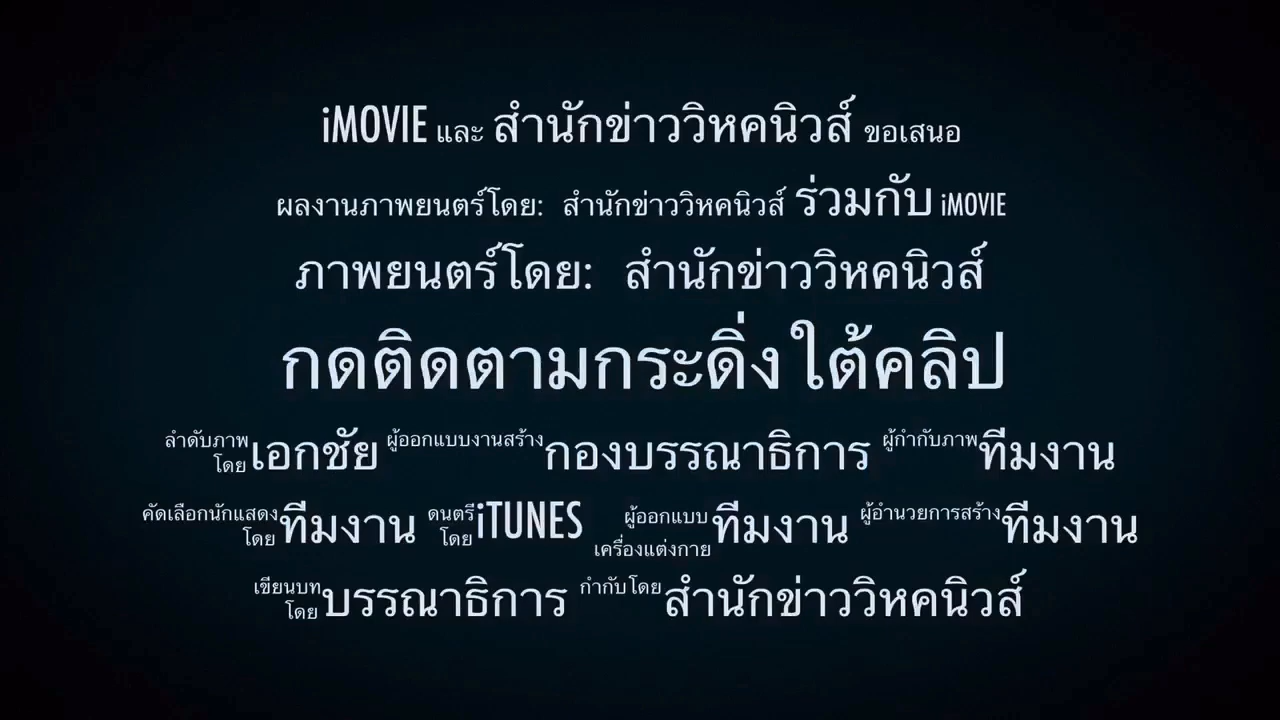 iMOVIE และ สำนักข่าววิหคนิวส์ ขอเสนอ
ผลงานภาพยนตร์โดย: สำนักข่าววิหคนิวส์ ร่วมกับ iMOVIE
ภาพยนตร์โดย: สำนักข่าววิหคนิวส์
กดติดตามกระดิ่ง ใต้คลิป
ลำดับภาพโดย เอกชัย ผู้ออกแบบงานสร้าง กองบรรณาธิการ ผู้กำกับภาพ ทีมงาน
คัดเลือกนักแสดงโดย ทีมงาน ดนตรีโดย iTUNES ผู้ออกแบบเครื่องแต่งกาย ทีมงาน ผู้อำนวยการสร้าง ทีมงาน
เขียนบทโดย บรรณาธิการ กำกับโดย สำนักข่าววิหคนิวส์